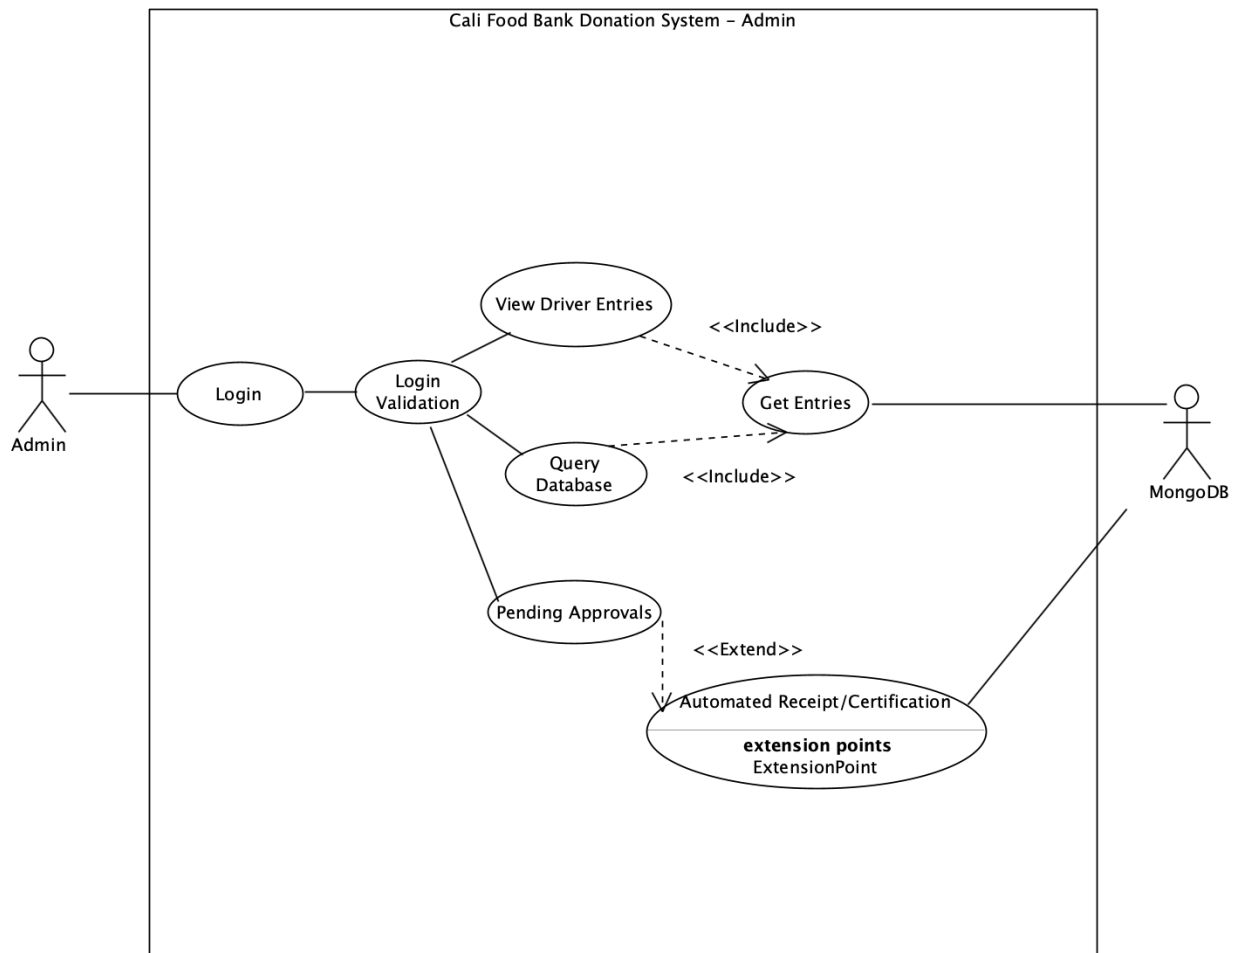 Cali Food Bank Donation System – Admin
View Driver Entries
<<Include>>
Login
Login
Validation
Get Entries
Admin
Query
Database
<<Include>>
MongoDB
Pending Approvals
<<Extend>>
Automated Receipt/Certification
extension points
ExtensionPoint